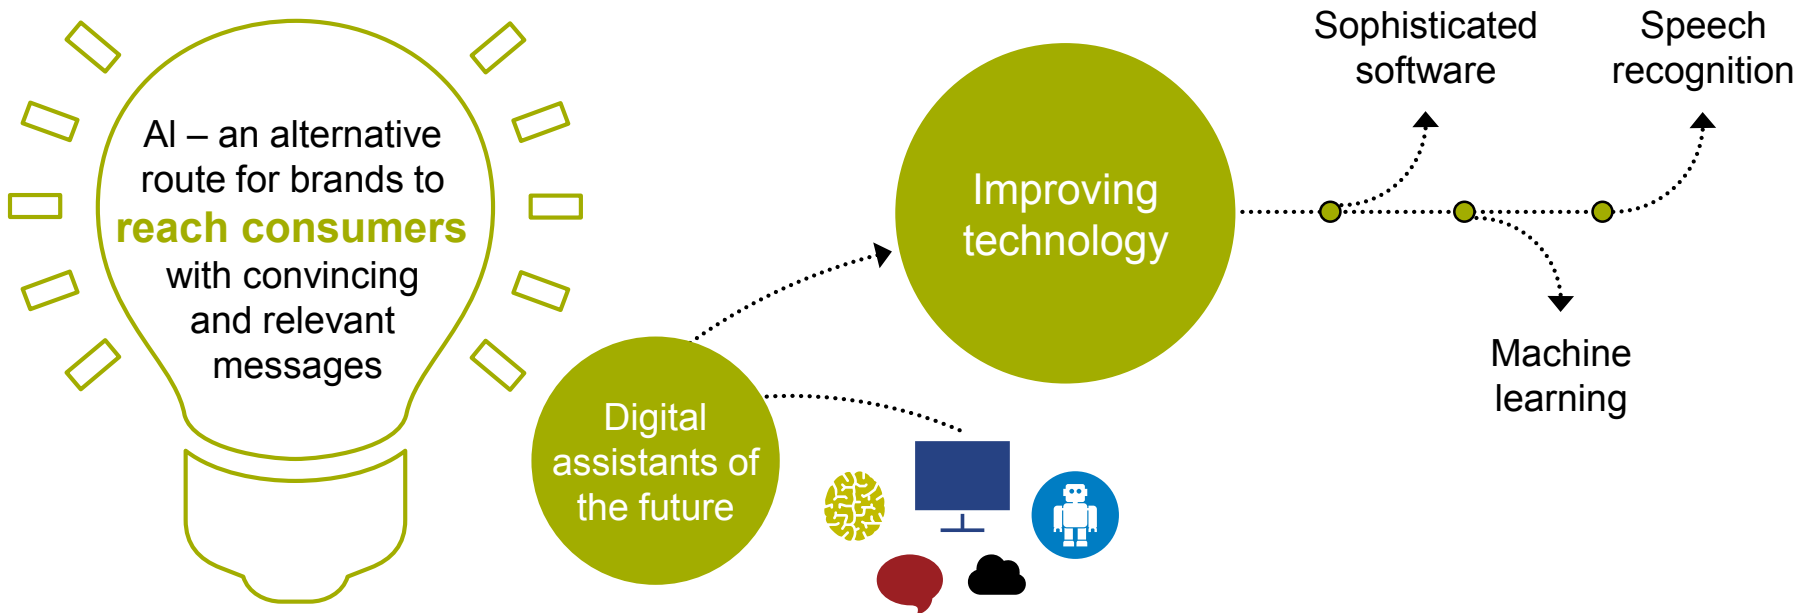 AI – an alternative
route for brands to
reach consumers
with convincing
and relevant
messages
Digital
assistants of
the future
Improving
technology
Sophisticated
software
Speech
recognition
Machine
learning